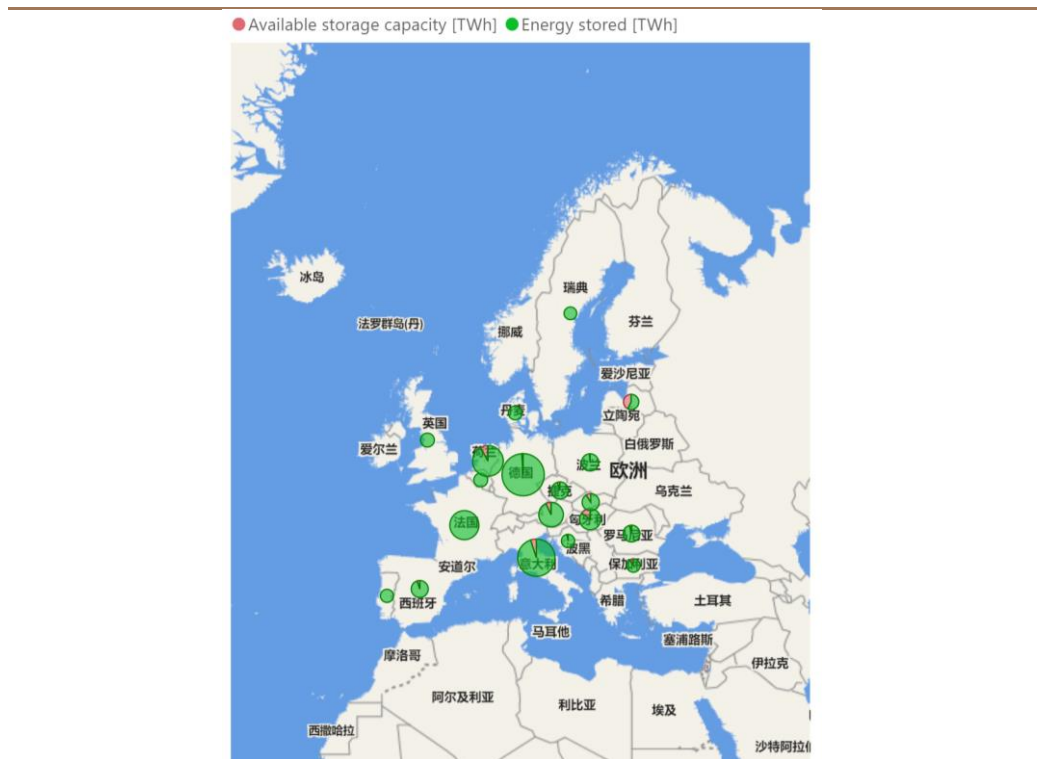 Available storage capacity [TWh] Energy stored [TWh]
冰岛
瑞典
法罗群岛(丹)
挪威
芬兰
爱沙尼亚
丹麦
立陶宛
英国
爱尔兰
白俄罗斯
荷兰
波兰
欧洲
德国
捷克
乌克兰
法国
匈牙利
罗马尼亚
波黑
安道尔
意大利
保加利亚
西班牙
希腊
土耳其
马耳他
塞浦路斯
摩洛哥
伊拉克
阿尔及利亚
利比亚
埃及
西撒哈拉
沙特阿拉伯